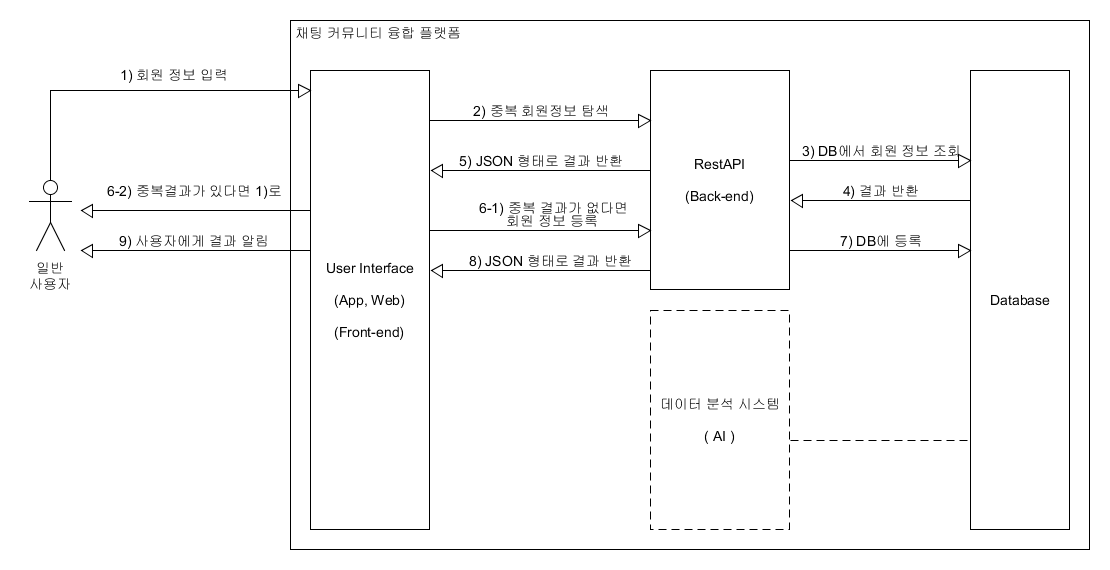 채팅 커뮤니티 융합 플랫폼
1) 회원 정보 입력
2) 중복 회원정보 탐색
3) DB에서 회원 정보 조회
5) JSON 형태로 결과 반환
RestAPI
(Back-end)
4) 결과 반환
6-2) 중복결과가 있다면 1)로
6-1) 중복 결과가 없다면
회원 정보 등록
9) 사용자에게 결과 알림
7) DB에 등록
8) JSON 형태로 결과 반환
일반
사용자
User Interface
(App, Web)
(Front-end)
Database
데이터 분석 시스템
( AI )